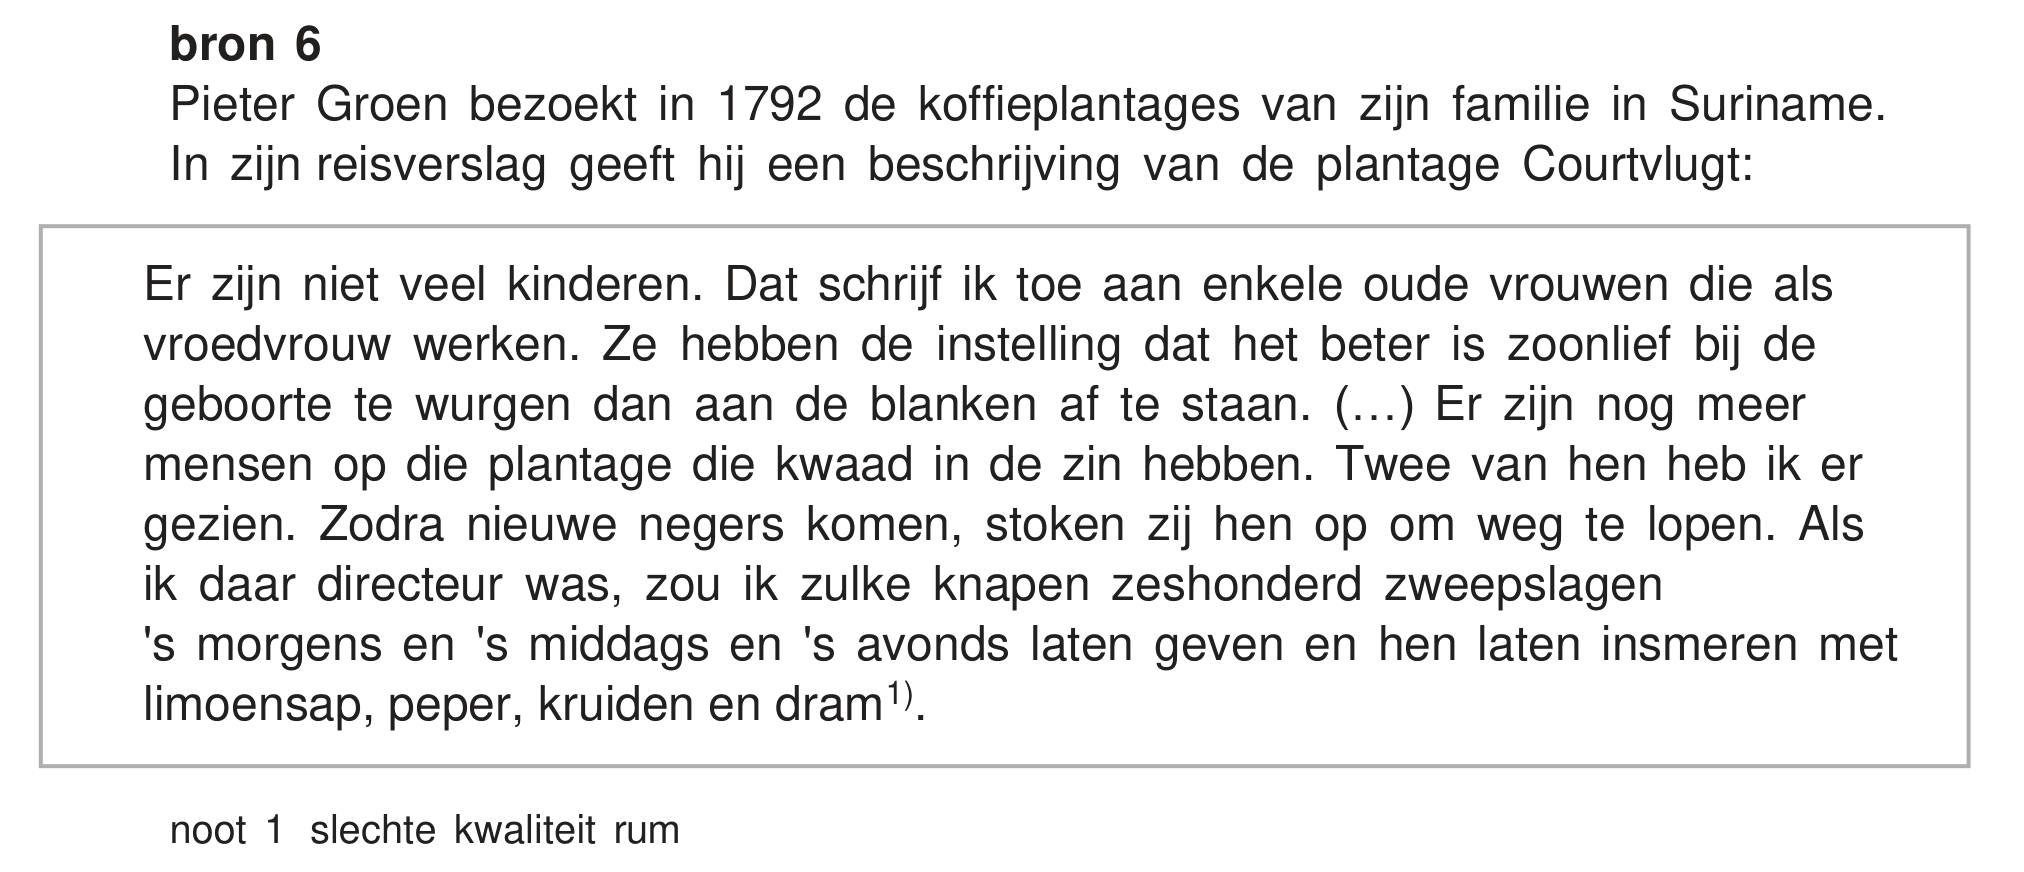 bron 6
Pieter Groen bezoekt in 1792 de koffieplantages van zijn familie in Suriname.
In zijn reisverslag geeft hij een beschrijving van de plantage Courtvlugt:
Er zijn niet veel kinderen. Dat schrijf ik toe aan enkele oude vrouwen die als
vroedvrouw werken. Ze hebben de instelling dat het beter is zoonlief bij de
geboorte te wurgen dan aan de blanken af te staan. (…) Er zijn nog meer
mensen op die plantage die kwaad in de zin hebben. Twee van hen heb ik er
gezien. Zodra nieuwe negers komen, stoken zij hen op om weg te lopen. Als
ik daar directeur was, zou ik zulke knapen zeshonderd zweepslagen
's morgens en 's middags en 's avonds laten geven en hen laten insmeren met
limoensap, peper, kruiden en dram1).
noot 1 slechte kwaliteit rum